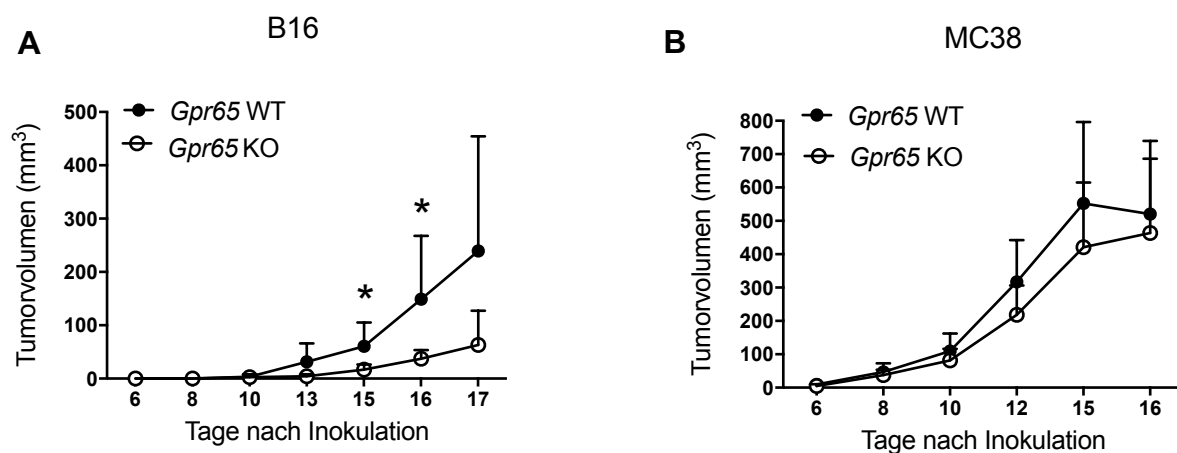 A
B16
Gpr65 WT
Gpr65 KO
Tumorvolumen (mm³)
500
400
300
200
100
0
*
*
6 8 10 13 15 16 17
Tage nach Inokulation
B
MC38
Gpr65 WT
Gpr65 KO
Tumorvolumen (mm³)
800
700
600
500
400
300
200
100
0
6 8 10 12 15 16
Tage nach Inokulation